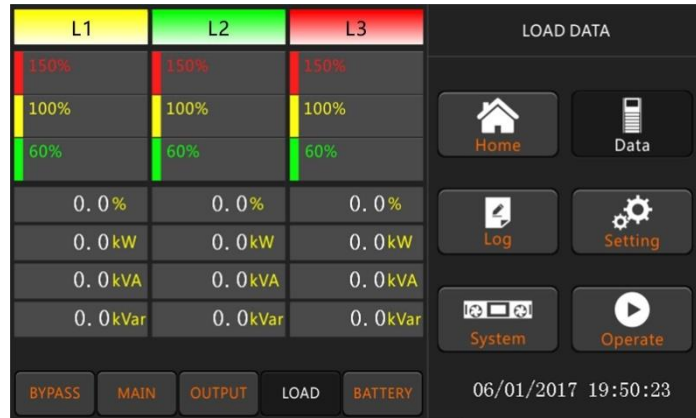 L1 L2 L3
150% 150% 150%
100% 100% 100%
60% 60% 60%
0.0% 0.0% 0.0%
0.0kW 0.0kW 0.0kW
0.0kVA 0.0kVA 0.0kVA
0.0kVar 0.0kVar 0.0kVar
BYPASS MAIN OUTPUT LOAD BATTERY
LOAD DATA
Home Data
Log Setting
System Operate
06/01/2017 19:50:23